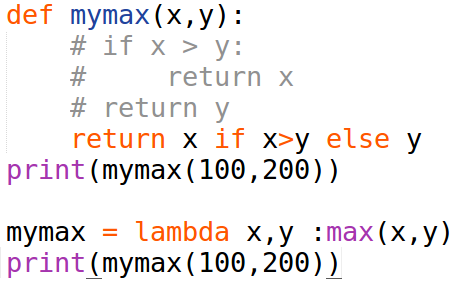 def mymax(x,y):
    # if x > y:
    #     return x
    # return y
    return x if x>y else y
print(mymax(100,200))

mymax = lambda x,y :max(x,y)
print(mymax(100,200))